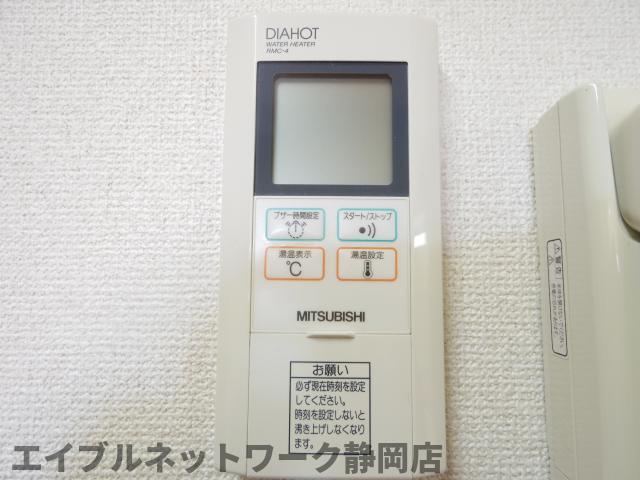 DIAHOT
WATER HEATER
RMC-4
ブザー時間設定
スタート/ストップ
湯温表示
℃
湯温設定
MITSUBISHI
お願い
必ず現在時刻を設定
してください。
時刻を設定しないと
沸き上げしなくなり
ます。
エイブルネットワーク静岡店